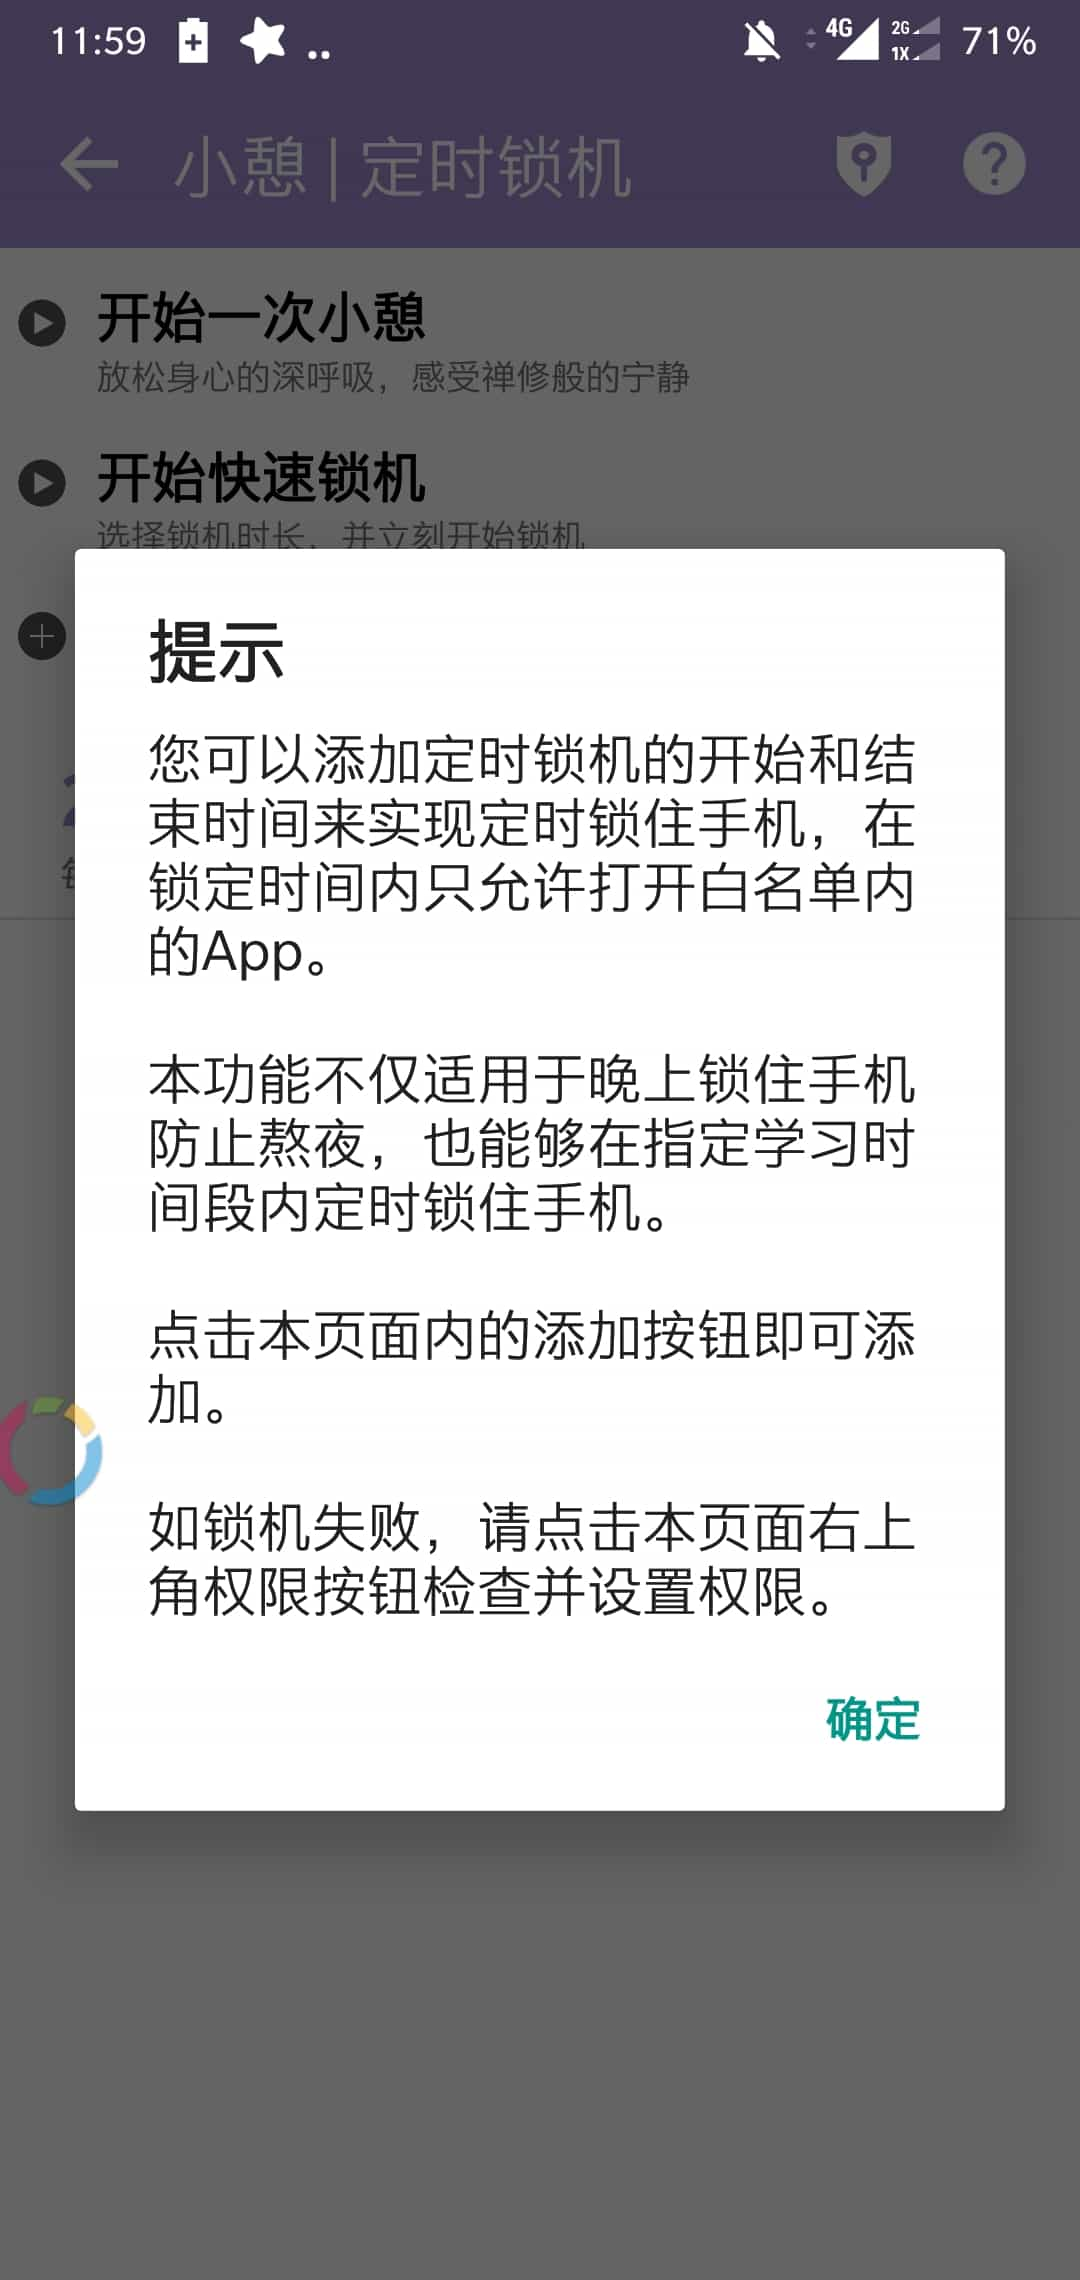 11:59
4G
2G
1X
71%
小憩 | 定时锁机
开始一次小憩
放松身心的深呼吸，感受禅修般的宁静
开始快速锁机
选择锁机时长，并立刻开始锁机
提示
您可以添加定时锁机的开始和结
束时间来实现定时锁住手机，在
锁定时间内只允许打开白名单内
的App。
本功能不仅适用于晚上锁住手机
防止熬夜，也能够在指定学习时
间段内定时锁住手机。
点击本页面内的添加按钮即可添
加。
如锁机失败，请点击本页面右上
角权限按钮检查并设置权限。
确定